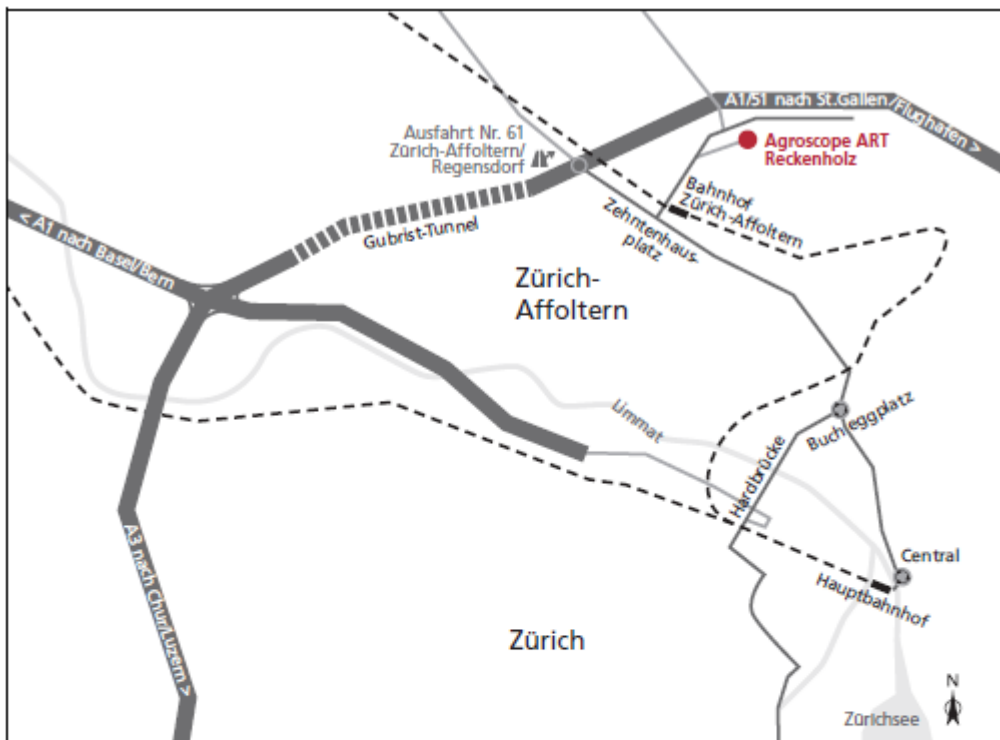 A1/51 nach St.Gallen/Flughafen >
Ausfahrt Nr. 61
Zürich-Affoltern/
Regensdorf
Agroscope ART
Reckenholz
Bahnhof
Zürich-Affoltern
Zehntenhaus-
platz
Gubrist-Tunnel
< A1 nach Basel/Bern
Zürich-
Affoltern
Limmat
Bucheggplatz
Hardbrücke
A3 nach Chur/Luzern >
Central
Hauptbahnhof
Zürich
N
Zürichsee